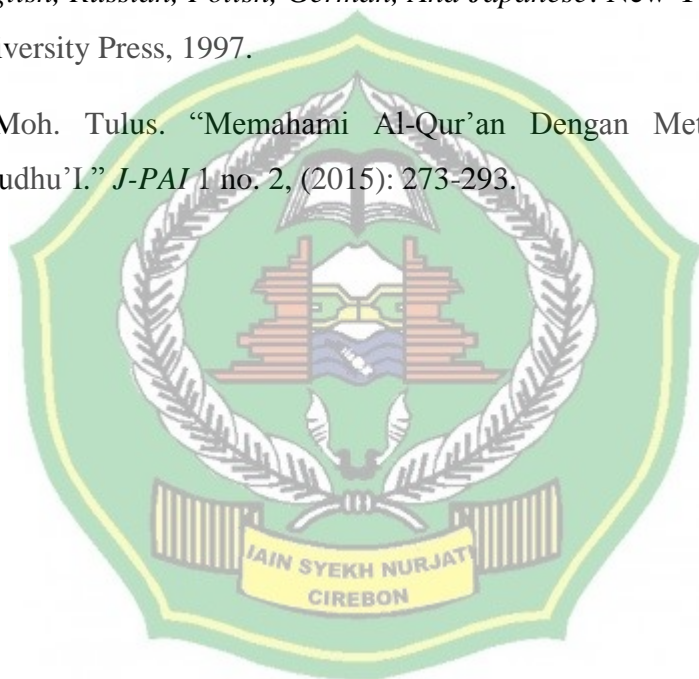 glish, Russian, Polish, German, And Japanese. New
iversity Press, 1997.
Moh. Tulus. “Memahami Al-Qur’an Dengan Met
udhu’I.” J-PAI 1 no. 2, (2015): 273-293.
IAIN SYEKH NURJATI
CIREBON